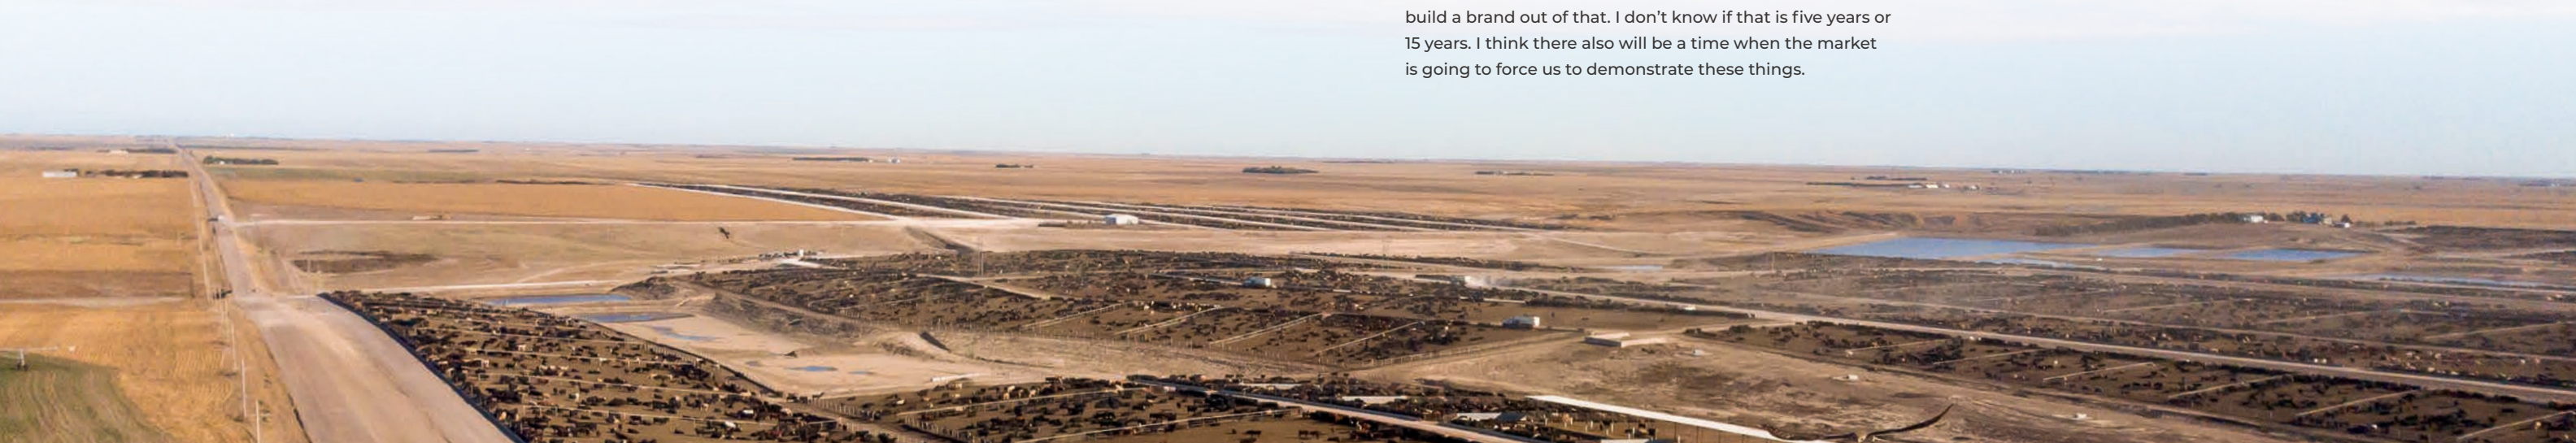 build a brand out of that. I don’t know if that is five years or
15 years. I think there also will be a time when the market
is going to force us to demonstrate these things.